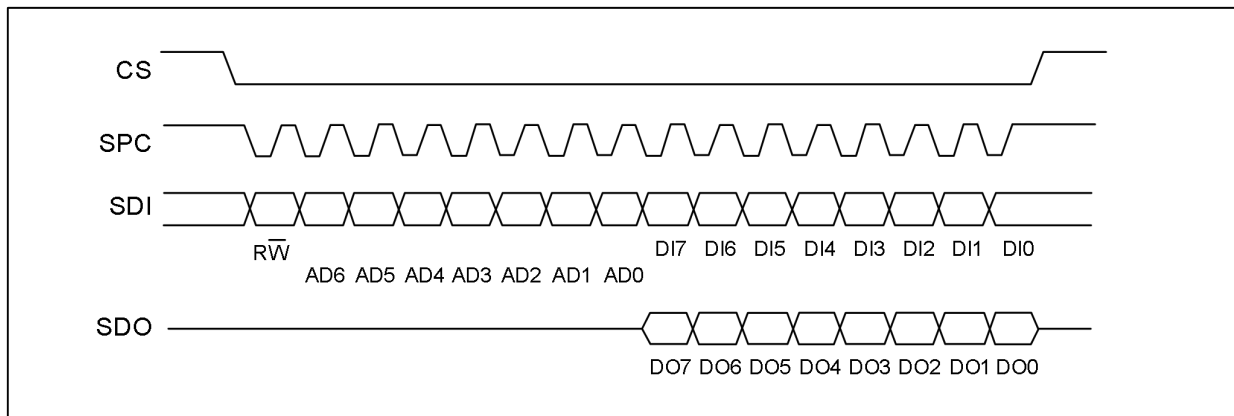 CS
SPC
SDI
RW̅
DI7 DI6 DI5 DI4 DI3 DI2 DI1 DI0
AD6 AD5 AD4 AD3 AD2 AD1 AD0
SDO
DO7 DO6 DO5 DO4 DO3 DO2 DO1 DO0